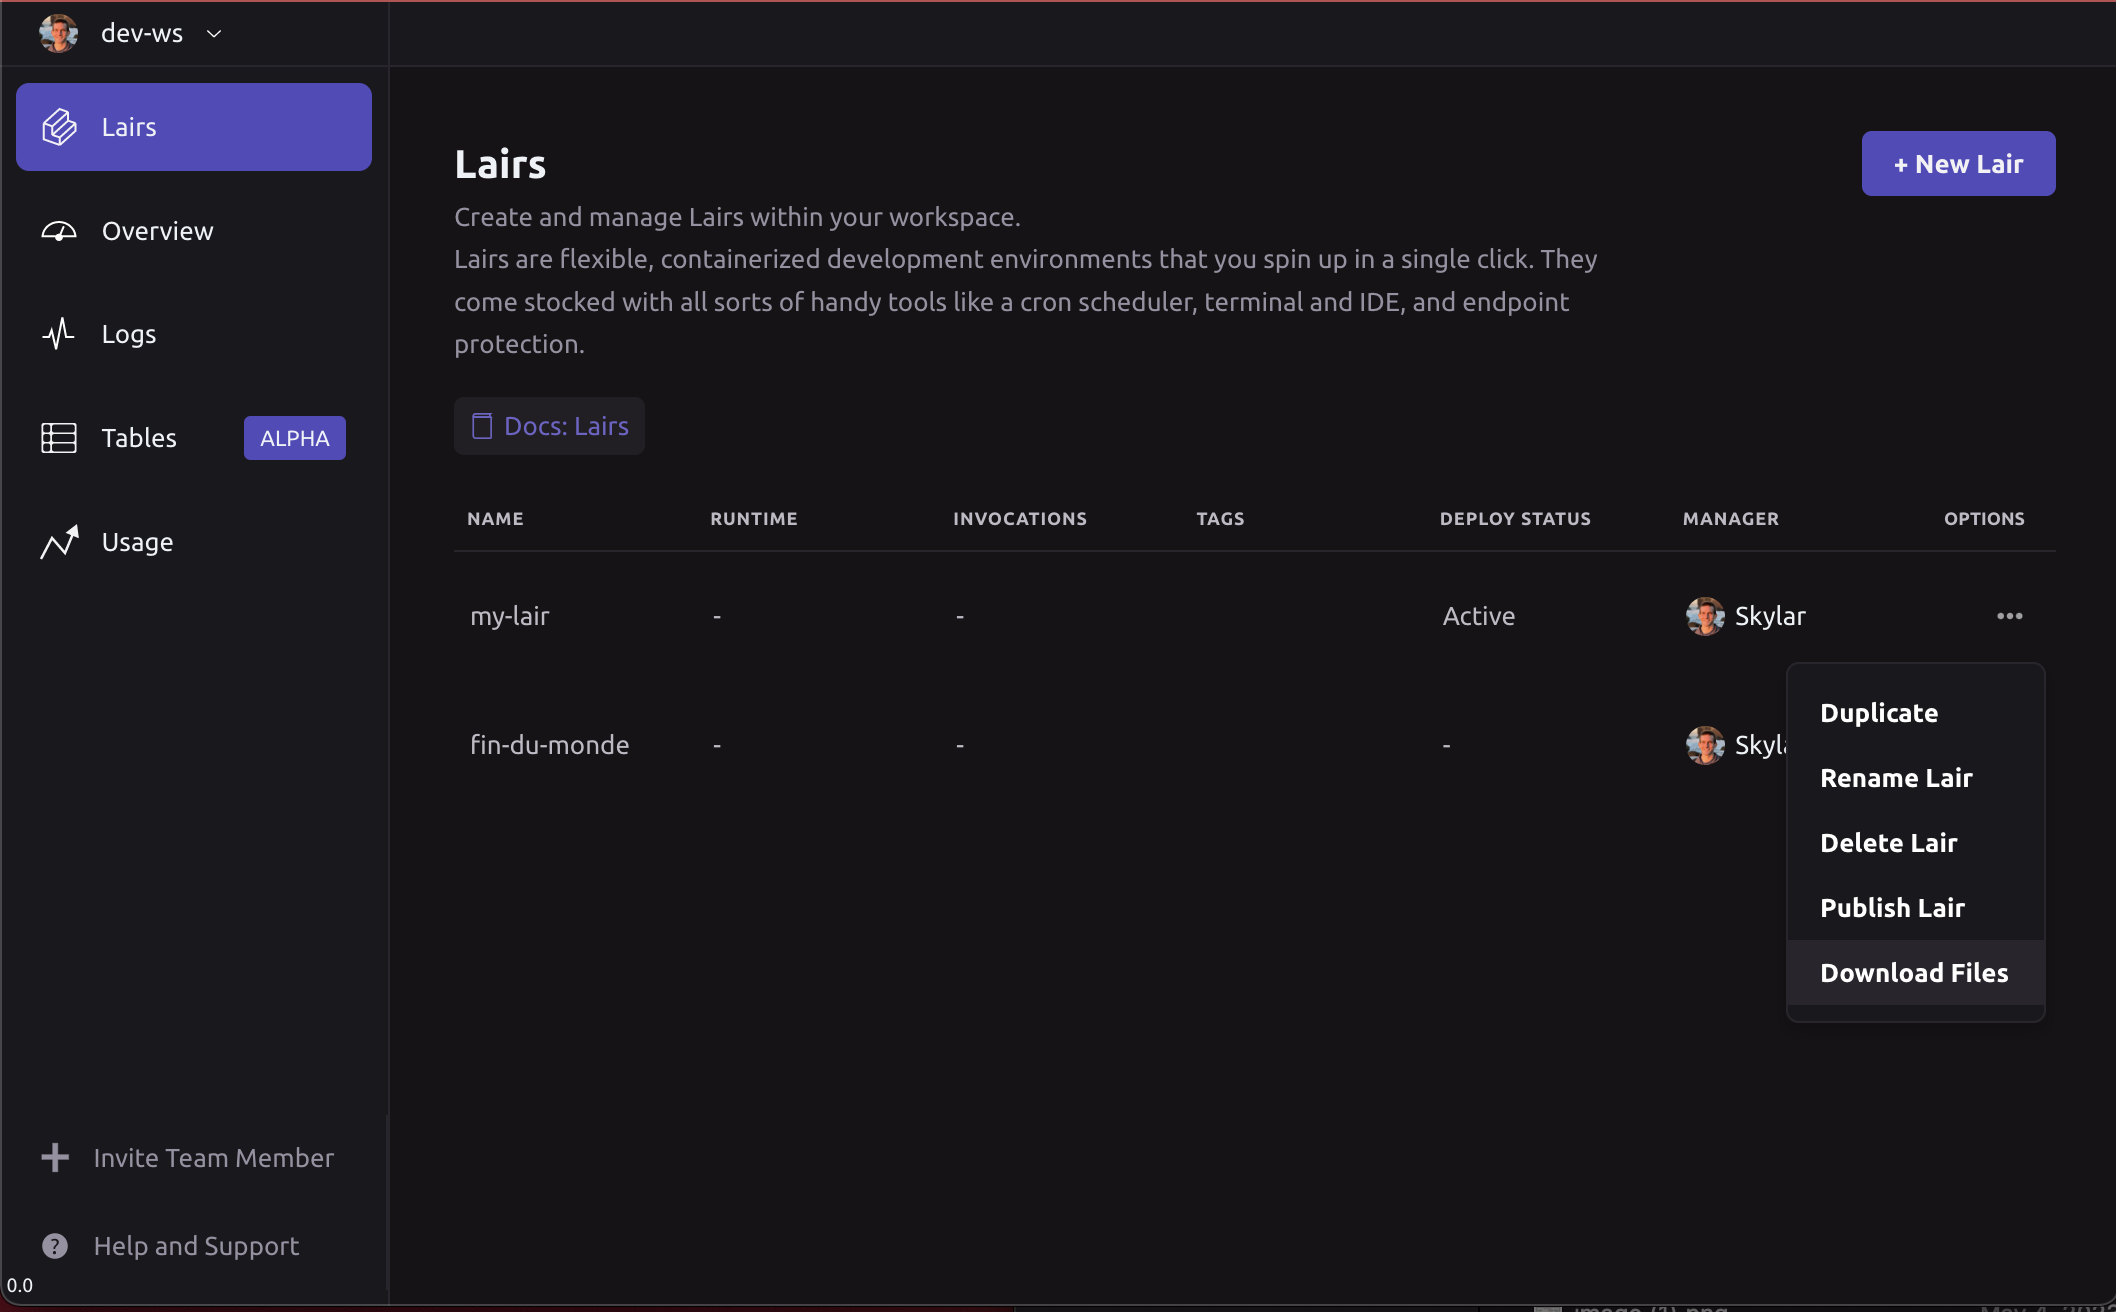 dev-ws
Lairs
Overview
Logs
Tables
ALPHA
Usage
Invite Team Member
Help and Support
0.0
Lairs
+ New Lair
Create and manage Lairs within your workspace.
Lairs are flexible, containerized development environments that you spin up in a single click. They
come stocked with all sorts of handy tools like a cron scheduler, terminal and IDE, and endpoint
protection.
Docs: Lairs
NAME RUNTIME INVOCATIONS TAGS DEPLOY STATUS MANAGER OPTIONS
my-lair - - Active Skylar •••
fin-du-monde - - - Skyla
Duplicate
Rename Lair
Delete Lair
Publish Lair
Download Files